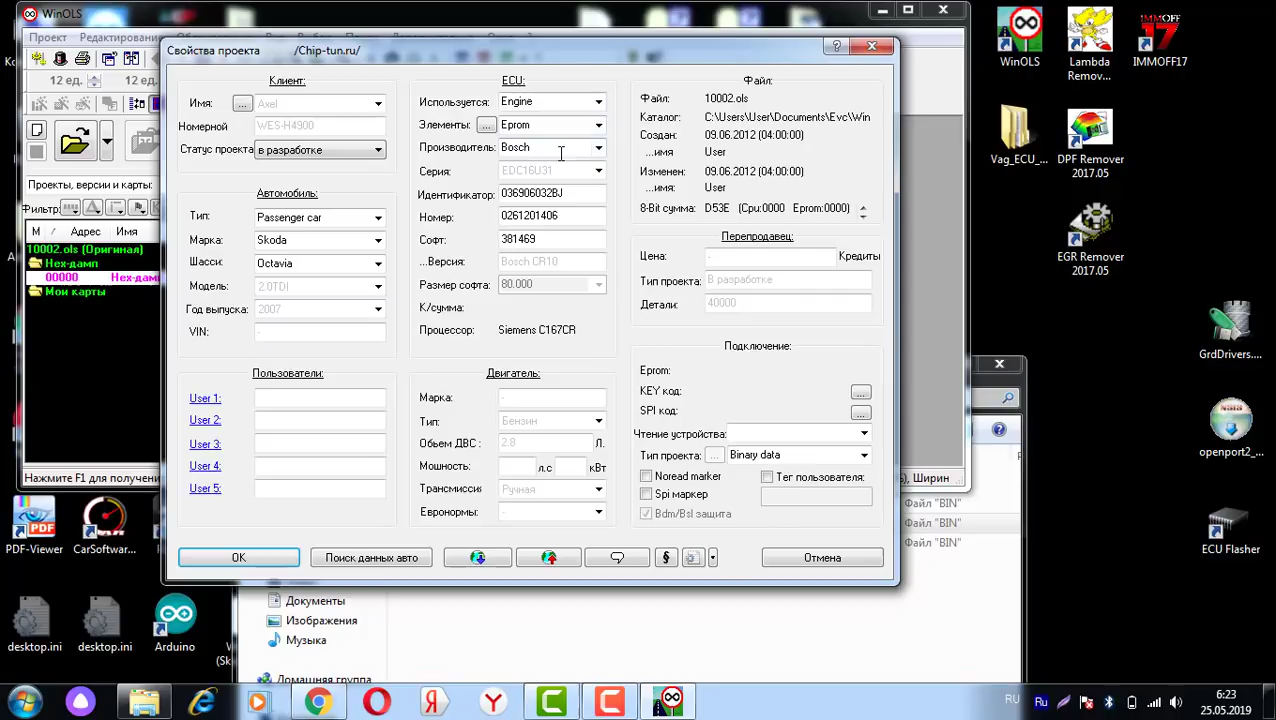 WinOLS
Проект
Редактирование
12 ед.
12 ед.
Проекты, версии и карты:
Фильтр:
M / Адрес Имя
10002.ols (Оригинал)
Hex-дамп
00000 Hex-дамп
Мои карты
Нажмите F1 для получени
), Ширин
Свойства проекта /Chip-tun.ru/
Клиент:
Имя: ... Axel
Номерной WES-H4900
Статус проекта в разработке
Автомобиль:
Тип: Passenger car
Марка: Skoda
Шасси: Octavia
Модель: 2.0TDI
Год выпуска: 2007
VIN: -
Пользователи:
User 1:
User 2:
User 3:
User 4:
User 5:
ECU:
Используется: Engine
Элементы: ... Eprom
Производитель: Bosch
Серия: EDC16U31
Идентификатор: 036906032BJ
Номер: 0261201406
Софт: 381469
...Версия: Bosch CR10
Размер софта: 80.000
К/сумма:
Процессор: Siemens C167CR
Двигатель:
Марка: -
Тип: Бензин
Объем ДВС : 2.8 Л.
Мощность: л.с кВт
Трансмисси: Ручная
Евронормы: -
Файл:
Файл: 10002.ols
Каталог: C:\Users\User\Documents\Evc\Win
Создан: 09.06.2012 (04:00:00)
...имя User
Изменен: 09.06.2012 (04:00:00)
...имя: User
8-Bit сумма: D53E (Cpu:0000 Eprom:0000)
Перепродавец:
Цена: - Кредиты
Тип проекта: В разработке
Детали: 40000
Подключение:
Eprom:
KEY код: ...
SPI код: ...
Чтение устройства:
Тип проекта: ... Binary data
Noread marker
Тег пользователя:
Spi маркер
Bdm/Bsl защита
OK
Поиск данных авто
§
Отмена
Файл "BIN"
Файл "BIN"
Файл "BIN"
Документы
Изображения
Музыка
Домашняя группа
WinOLS
Lambda
Remov...
IMMOFF
17
IMMOFF17
Vag_ECU_...
DPF Remover
2017.05
EGR Remover
2017.05
GrdDrivers....
openport2_...
ECU Flasher
PDF
PDF-Viewer
CarSoftwar...
desktop.ini
desktop.ini
Arduino
RU
Ru
6:23
25.05.2019